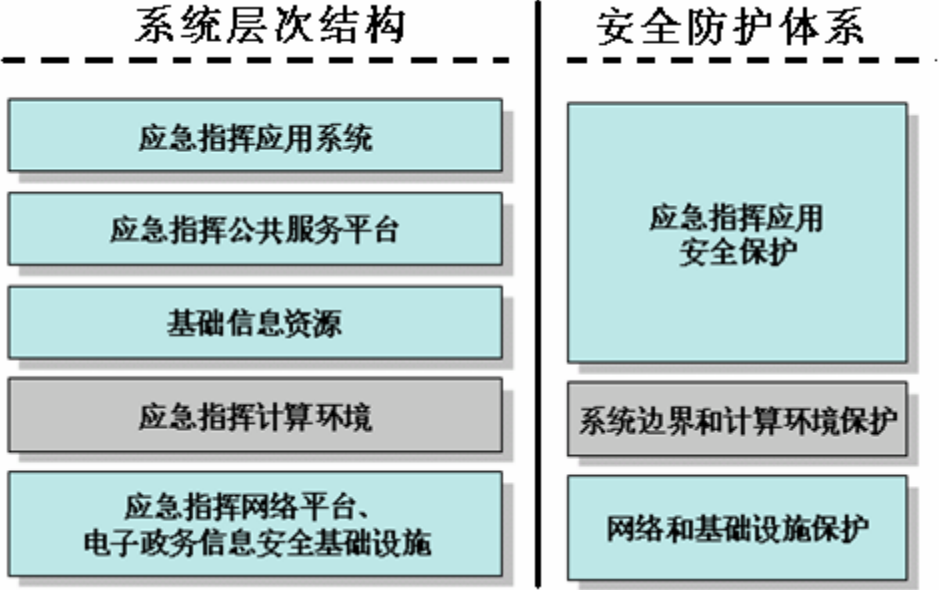 系统层次结构
应急指挥应用系统
应急指挥公共服务平台
基础信息资源
应急指挥计算环境
应急指挥网络平台、
电子政务信息安全基础设施
安全防护体系
应急指挥应用
安全保护
系统边界和计算环境保护
网络和基础设施保护